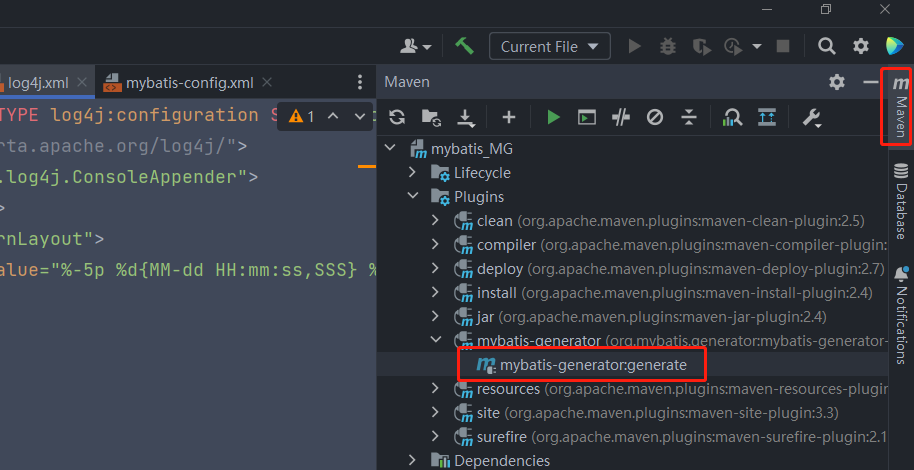 Current File
log4j.xml
mybatis-config.xml
Maven
TYPE log4j:configuration S
1
rta.apache.org/log4j/">
.log4j.ConsoleAppender">
>
rnLayout">
alue="%-5p %d{MM-dd HH:mm:ss,SSS} %
mybatis_MG
Lifecycle
Plugins
clean (org.apache.maven.plugins:maven-clean-plugin:2.5)
compiler (org.apache.maven.plugins:maven-compiler-plugin:
deploy (org.apache.maven.plugins:maven-deploy-plugin:2.7)
install (org.apache.maven.plugins:maven-install-plugin:2.4)
jar (org.apache.maven.plugins:maven-jar-plugin:2.4)
mybatis-generator (org.mybatis.generator:mybatis-generator-
mybatis-generator:generate
resources (org.apache.maven.plugins:maven-resources-plugin
site (org.apache.maven.plugins:maven-site-plugin:3.3)
surefire (org.apache.maven.plugins:maven-surefire-plugin:2.1
Dependencies
Maven
Database
Notifications